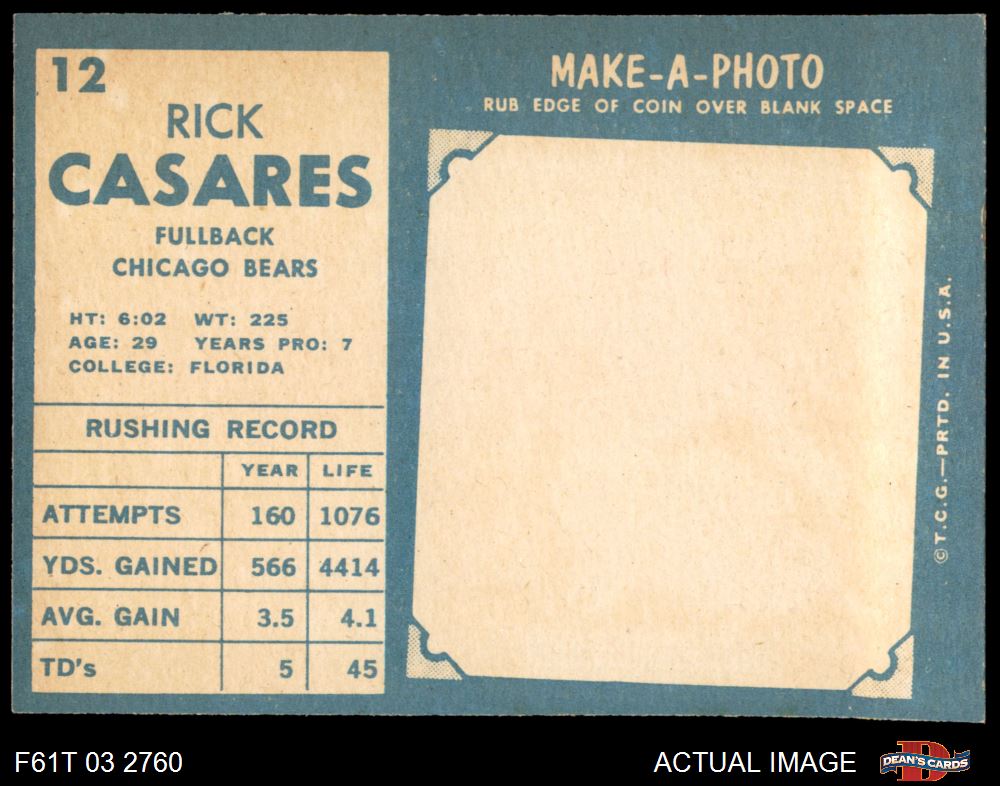 12
RICK
CASARES
FULLBACK
CHICAGO BEARS
HT: 6:02 WT: 225
AGE: 29 YEARS PRO: 7
COLLEGE: FLORIDA
RUSHING RECORD
YEAR LIFE
ATTEMPTS 160 1076
YDS. GAINED 566 4414
AVG. GAIN 3.5 4.1
TD's 5 45
MAKE-A-PHOTO
RUB EDGE OF COIN OVER BLANK SPACE
©T.C.G.—PRTD. IN U.S.A.
F61T 03 2760
ACTUAL IMAGE
DEAN'S CARDS